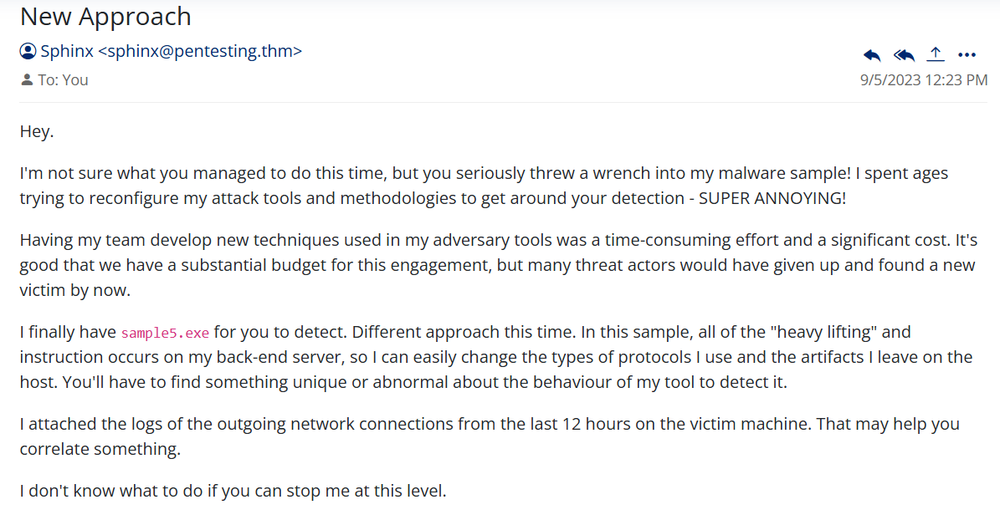 New Approach
Sphinx <sphinx@pentesting.thm>
To: You
9/5/2023 12:23 PM
Hey.
I'm not sure what you managed to do this time, but you seriously threw a wrench into my malware sample! I spent ages
trying to reconfigure my attack tools and methodologies to get around your detection - SUPER ANNOYING!
Having my team develop new techniques used in my adversary tools was a time-consuming effort and a significant cost. It's
good that we have a substantial budget for this engagement, but many threat actors would have given up and found a new
victim by now.
I finally have sample5.exe for you to detect. Different approach this time. In this sample, all of the "heavy lifting" and
instruction occurs on my back-end server, so I can easily change the types of protocols I use and the artifacts I leave on the
host. You'll have to find something unique or abnormal about the behaviour of my tool to detect it.
I attached the logs of the outgoing network connections from the last 12 hours on the victim machine. That may help you
correlate something.
I don't know what to do if you can stop me at this level.